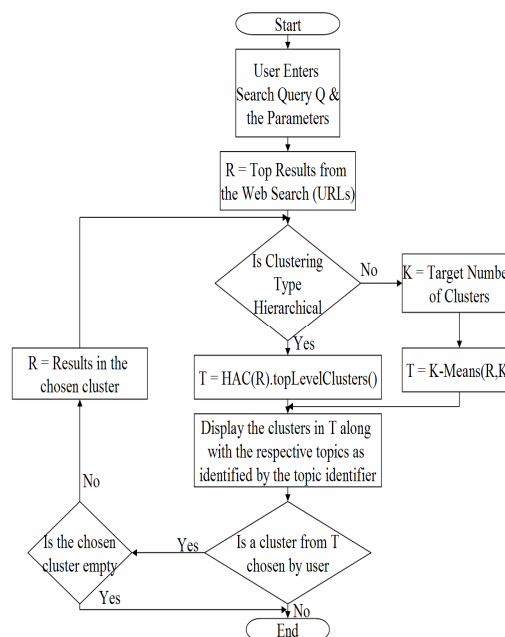 Start
User Enters
Search Query Q &
the Parameters
R = Top Results from
the Web Search (URLs)
Is Clustering
Type
Hierarchical
No
K = Target Numbe
of Clusters
Yes
R = Results in the
chosen cluster
T = HAC(R).topLevelClusters()
T = K-Means(R,K
Display the clusters in T along
with the respective topics as
identified by the topic identifier
No
Is the chosen
cluster empty
Yes
Is a cluster from T
chosen by user
Yes
No
End